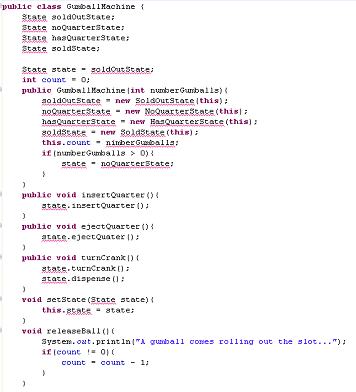 public class GumballMachine {
State soldOutState;
State noQuarterState;
State hasQuarterState;
State soldState;
State state = soldOutState;
int count = 0;
public GumballMachine(int numberGumballs){
soldOutState = new SoldOutState(this);
noQuarterState = new NoQuarterState(this);
hasQuarterState = new HasQuarterState(this);
soldState = new SoldState(this);
this.count = nimberGumballs;
if(numberGumballs > 0){
state = noQuarterState;
}
}
public void insertQuarter(){
state.insertQuarter();
}
public void ejectQuarter(){
state.ejectQuater();
}
public void turnCrank(){
state.turnCrank();
state.dispense();
}
void setState(State state){
this.state = state;
}
void releaseBall(){
System.out.println("A gumball comes rolling out the slot...");
if(count != 0){
count = count - 1;
}
}